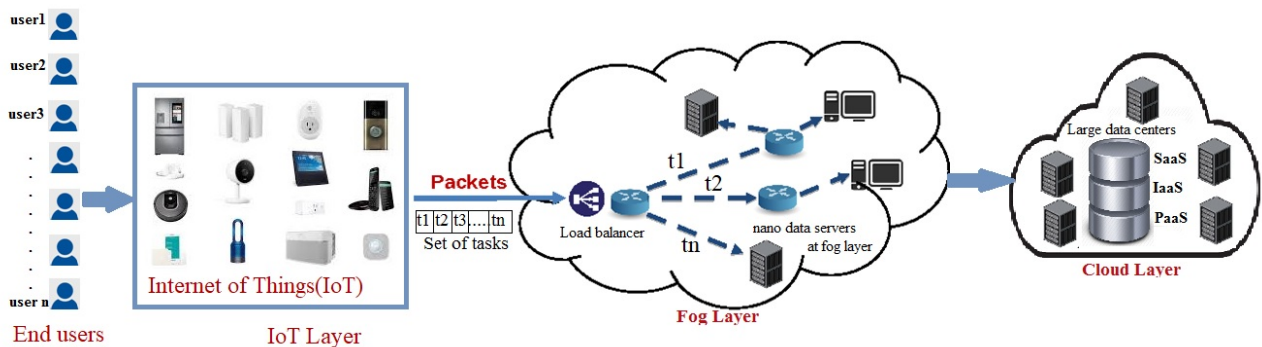 user1
user2
user3
user n
End users
Internet of Things(IoT)
IoT Layer
Packets
t1 t2 t3.....tn
Set of tasks
Load balancer
t1
t2
tn
nano data servers
at fog layer
Fog Layer
Large data centers
SaaS
IaaS
PaaS
Cloud Layer